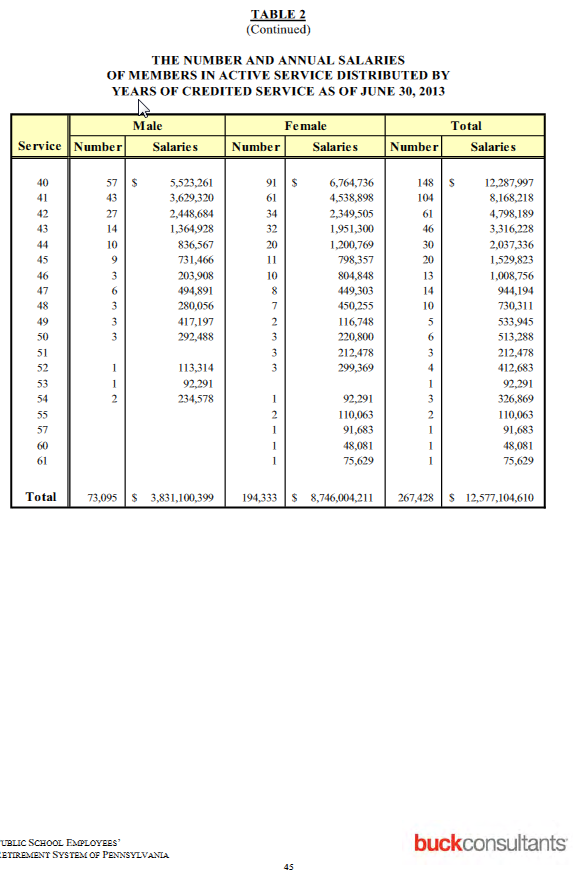 TABLE 2
(Continued)
THE NUMBER AND ANNUAL SALARIES
OF MEMBERS IN ACTIVE SERVICE DISTRIBUTED BY
YEARS OF CREDITED SERVICE AS OF JUNE 30, 2013
Male Female Total
Service Number Salaries Number Salaries Number Salaries
40 57 $ 5,523,261 91 $ 6,764,736 148 $ 12,287,997
41 43 3,629,320 61 4,538,898 104 8,168,218
42 27 2,448,684 34 2,349,505 61 4,798,189
43 14 1,364,928 32 1,951,300 46 3,316,228
44 10 836,567 20 1,200,769 30 2,037,336
45 9 731,466 11 798,357 20 1,529,823
46 3 203,908 10 804,848 13 1,008,756
47 6 494,891 8 449,303 14 944,194
48 3 280,056 7 450,255 10 730,311
49 3 417,197 2 116,748 5 533,945
50 3 292,488 3 220,800 6 513,288
51 3 212,478 3 212,478
52 1 113,314 3 299,369 4 412,683
53 1 92,291 1 92,291
54 2 234,578 1 92,291 3 326,869
55 2 110,063 2 110,063
57 1 91,683 1 91,683
60 1 48,081 1 48,081
61 1 75,629 1 75,629
Total 73,095 $ 3,831,100,399 194,333 $ 8,746,004,211 267,428 $ 12,577,104,610
UBLIC SCHOOL EMPLOYEES'
ETIREMENT SYSTEM OF PENNSYLVANIA
buckconsultants
45